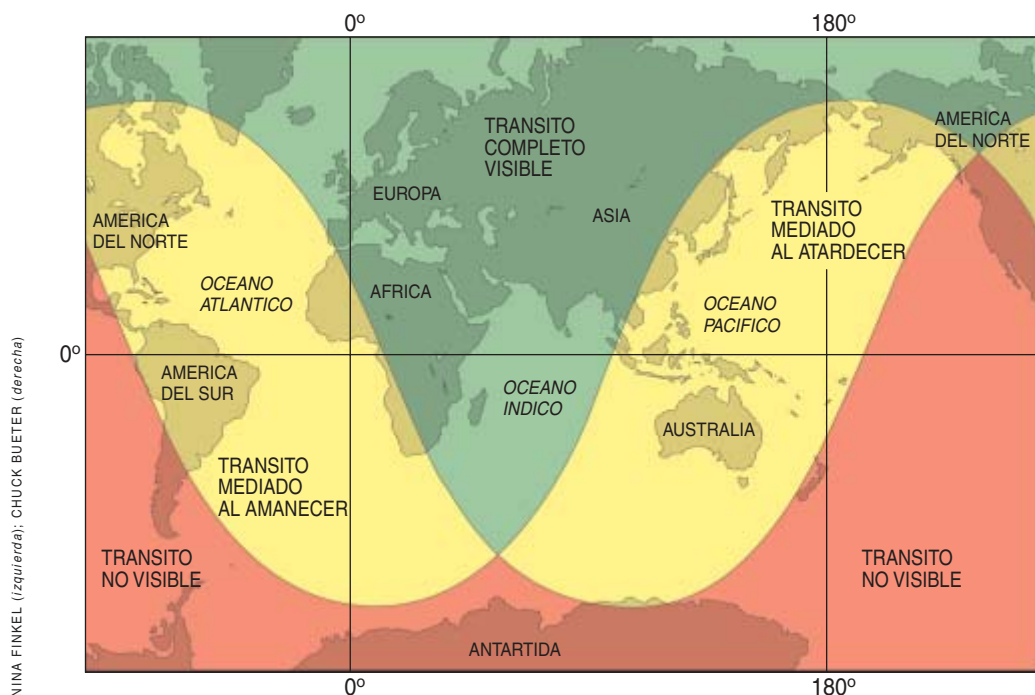 0º
180º
TRANSITO
COMPLETO
VISIBLE
AMERICA
DEL NORTE
EUROPA
ASIA
TRANSITO
MEDIADO
AL ATARDECER
AMERICA
DEL NORTE
OCEANO
ATLANTICO
AFRICA
OCEANO
PACIFICO
0º
AMERICA
DEL SUR
OCEANO
INDICO
AUSTRALIA
TRANSITO
MEDIADO
AL AMANECER
TRANSITO
NO VISIBLE
TRANSITO
NO VISIBLE
ANTARTIDA
0º
180º
NINA FINKEL (izquierda); CHUCK BUETER (derecha)